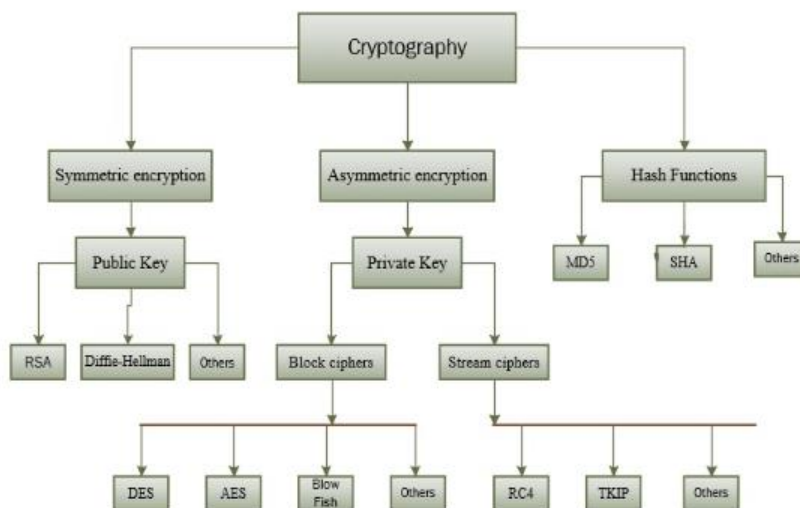 Cryptography
Symmetric encryption
Asymmetric encryption
Hash Functions
Public Key
Private Key
MD5
SHA
Others
RSA
Diffie-Hellman
Others
Block ciphers
Stream ciphers
DES
AES
Blow
Fish
Others
RC4
TKIP
Others